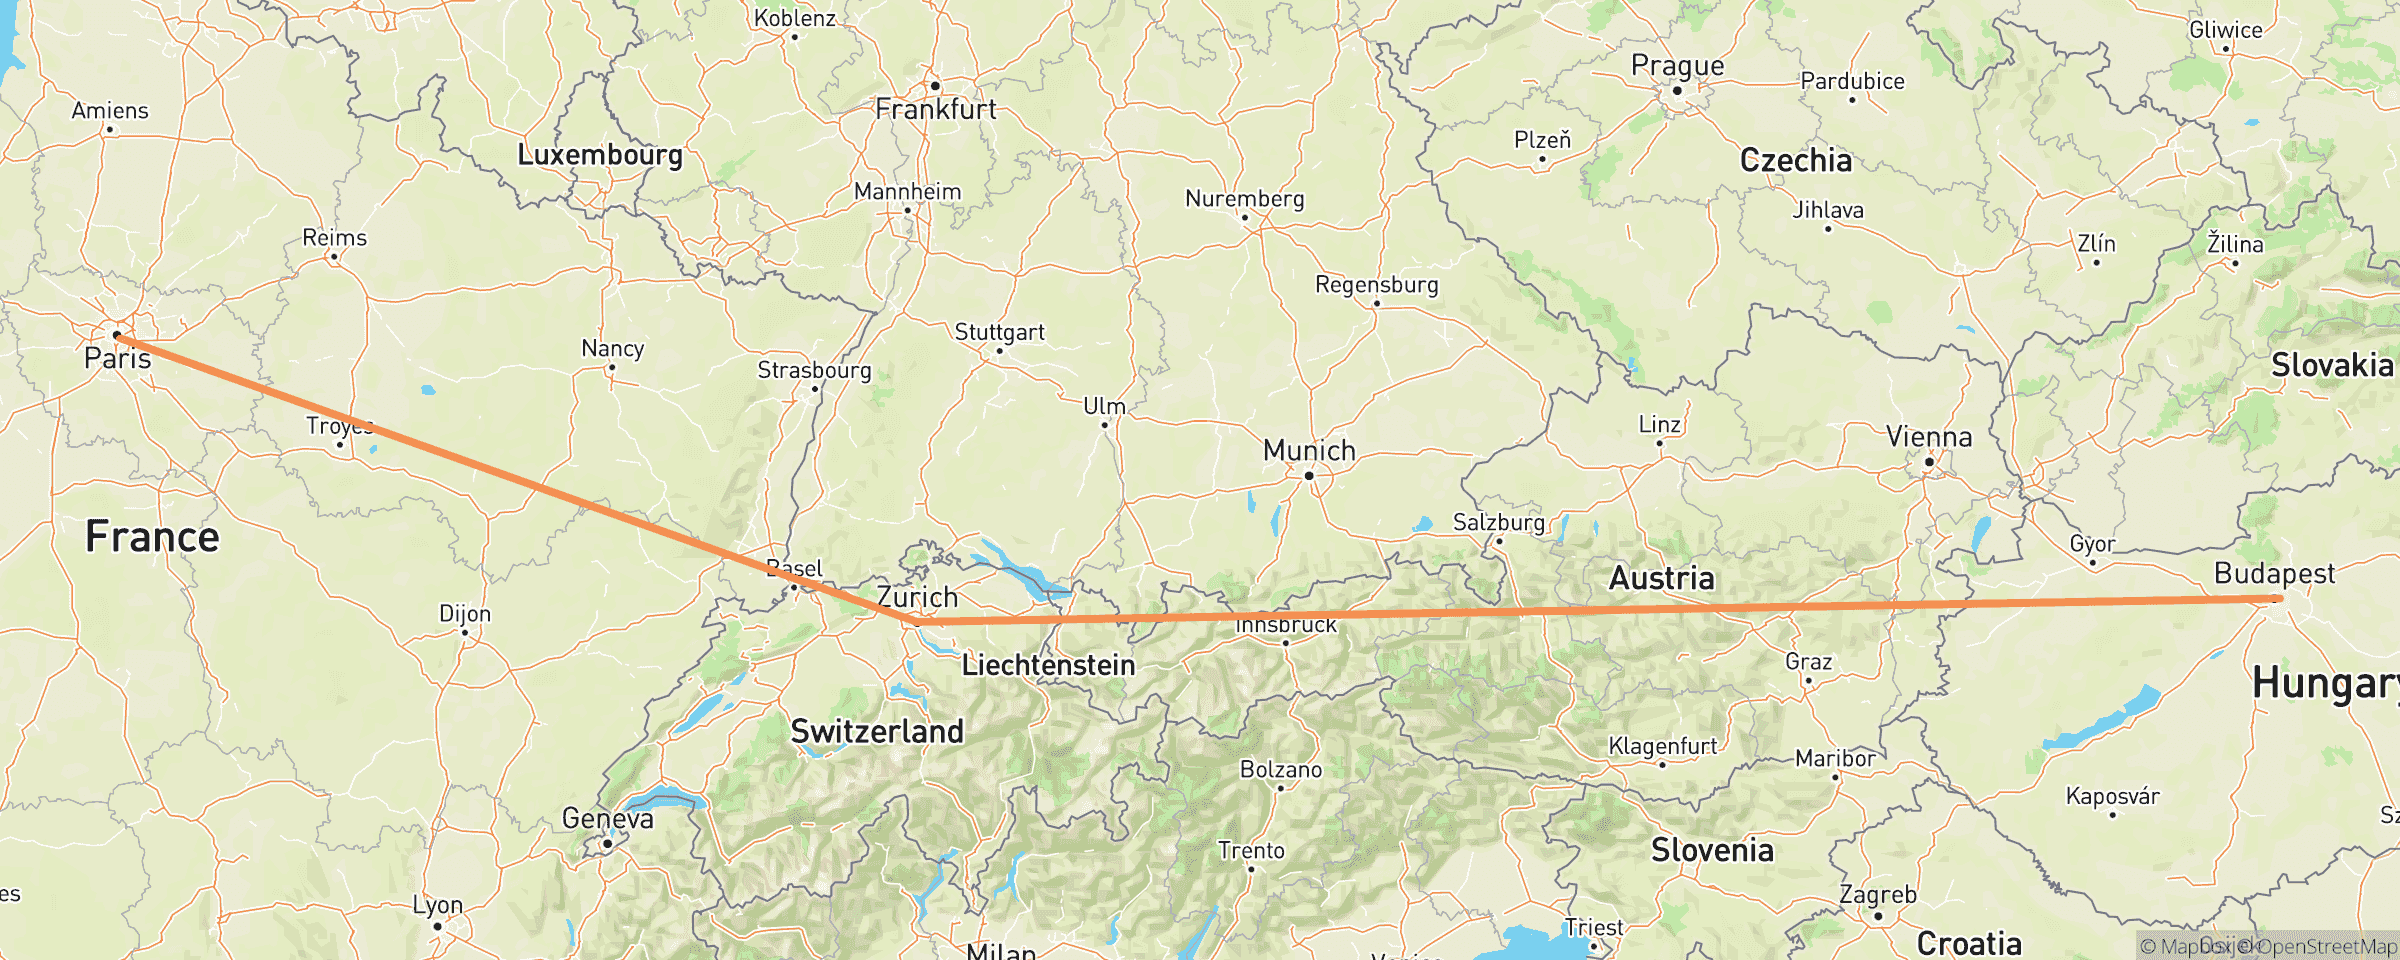 Koblenz
Gliwice
Prague
Pardubice
Amiens
Frankfurt
Plzeň
Luxembourg
Czechia
Mannheim
Nuremberg
Jihlava
Reims
Zlín
Žilina
Regensburg
Stuttgart
Paris
Nancy
Strasbourg
Slovakia
Ulm
Troyes
Linz
Vienna
Munich
France
Salzburg
Gyor
Basel
Austria
Budapest
Zurich
Dijon
Innsbruck
Liechtenstein
Graz
Hungary
Switzerland
Klagenfurt
Maribor
Bolzano
Kaposvár
Geneva
Sz
Trento
Slovenia
es
Zagreb
Lyon
Triest
Milan
Croatia
Osijek
© Mapbox © OpenStreetMap